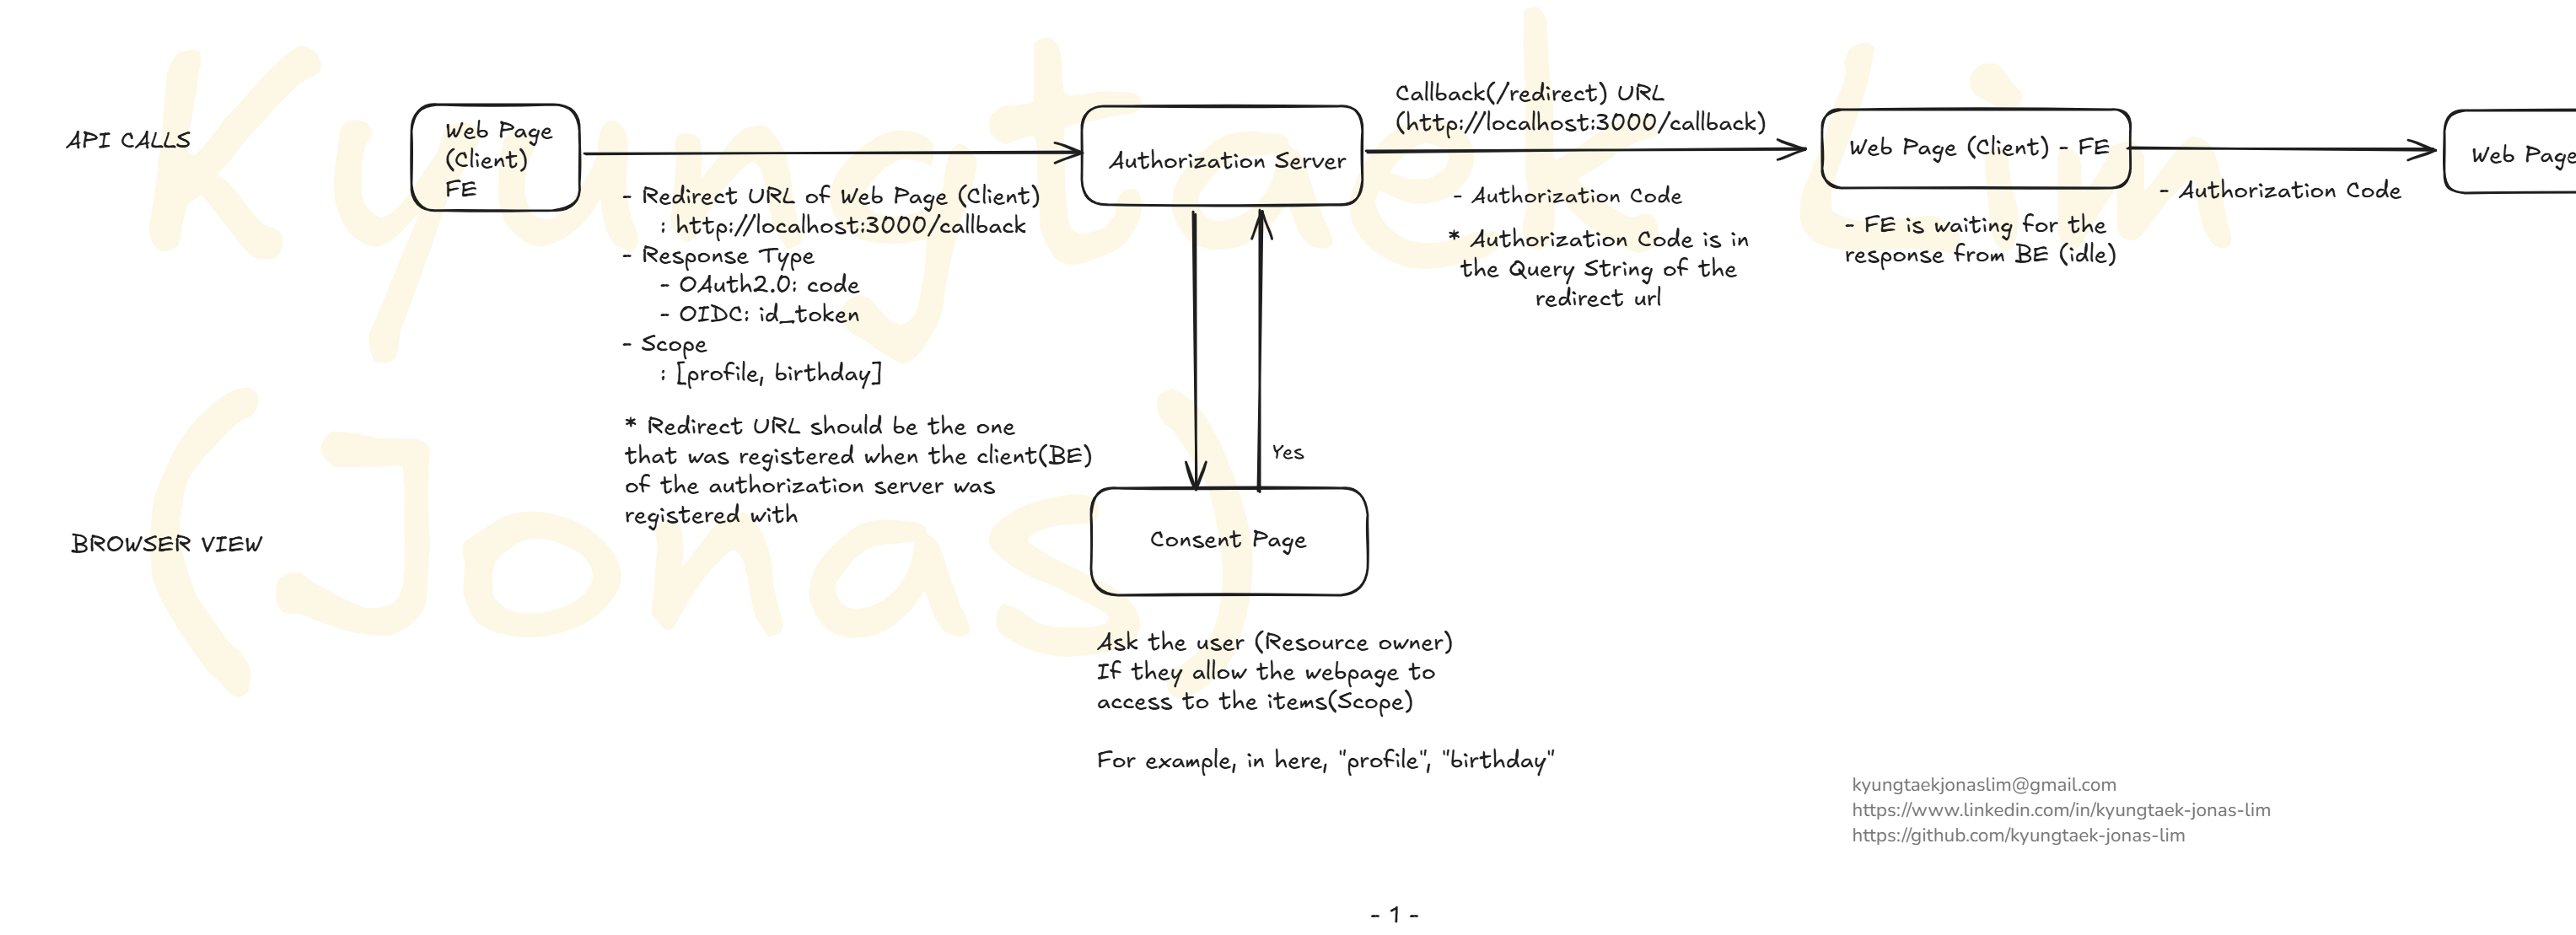 Kyungtaek Lim
(Jonas)
API CALLS
Web Page
(Client)
FE
- Redirect URL of Web Page (Client)
: http://localhost:3000/callback
- Response Type
- OAuth2.0: code
- OIDC: id_token
- Scope
: [profile, birthday]
* Redirect URL should be the one
that was registered when the client(BE)
of the authorization server was
registered with
Authorization Server
Callback(/redirect) URL
(http://localhost:3000/callback)
- Authorization Code
* Authorization Code is in
the Query String of the
redirect url
Web Page (Client) - FE
- FE is waiting for the
response from BE (idle)
- Authorization Code
Web Page
Yes
BROWSER VIEW
Consent Page
Ask the user (Resource owner)
If they allow the webpage to
access to the items(Scope)
For example, in here, "profile", "birthday"
kyungtaekjonaslim@gmail.com
https://www.linkedin.com/in/kyungtaek-jonas-lim
https://github.com/kyungtaek-jonas-lim
- 1 -